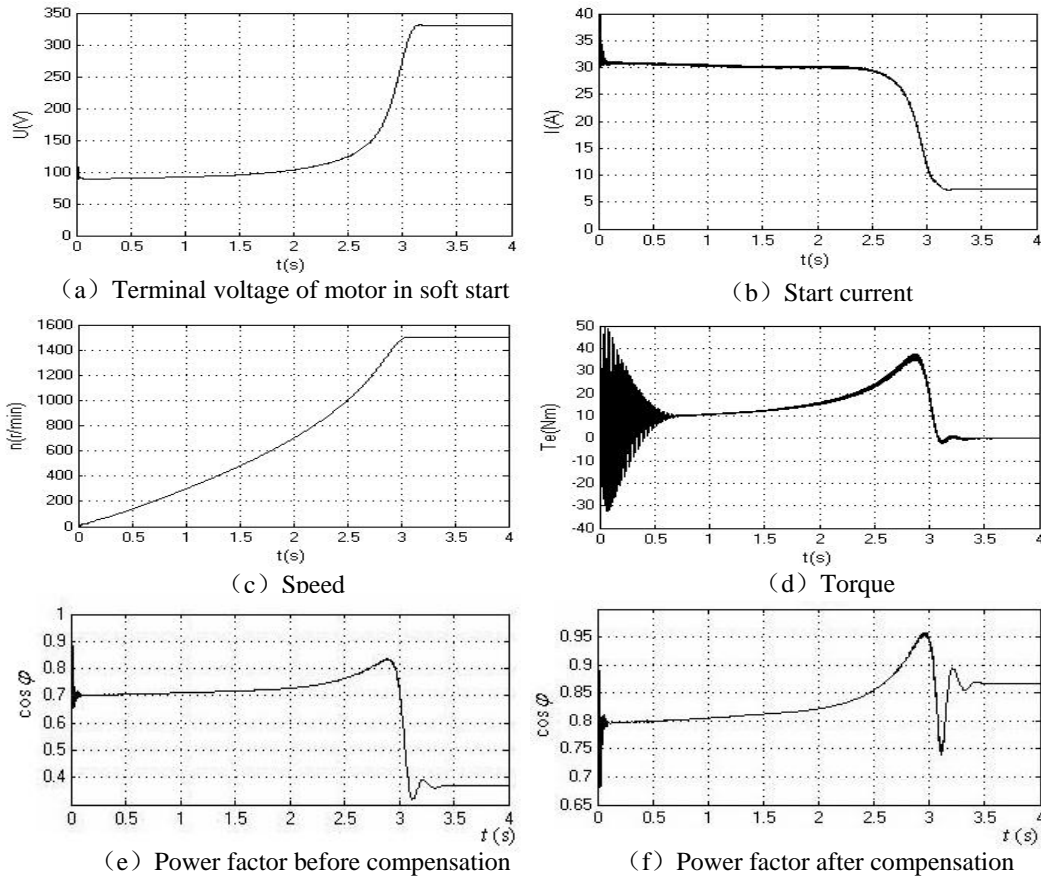 350
300
250
200
150
100
50
0
U(V)
0 0.5 1 1.5 2 2.5 3 3.5 4
t(s)
（a）Terminal voltage of motor in soft start
40
35
30
25
20
15
10
5
0
I(A)
0 0.5 1 1.5 2 2.5 3 3.5 4
t(s)
（b）Start current
1600
1400
1200
1000
800
600
400
200
0
n(r/min)
0 0.5 1 1.5 2 2.5 3 3.5 4
t(s)
（c）Speed
50
40
30
20
10
0
-10
-20
-30
-40
Te(Nm)
0 0.5 1 1.5 2 2.5 3 3.5 4
t(s)
（d）Torque
1
0.9
0.8
0.7
0.6
0.5
0.4
cos φ
0 0.5 1 1.5 2 2.5 3 3.5 4
t (s)
（e）Power factor before compensation
0.95
0.9
0.85
0.8
0.75
0.7
0.65
cos φ
0 0.5 1 1.5 2 2.5 3 3.5 4
t (s)
（f）Power factor after compensation